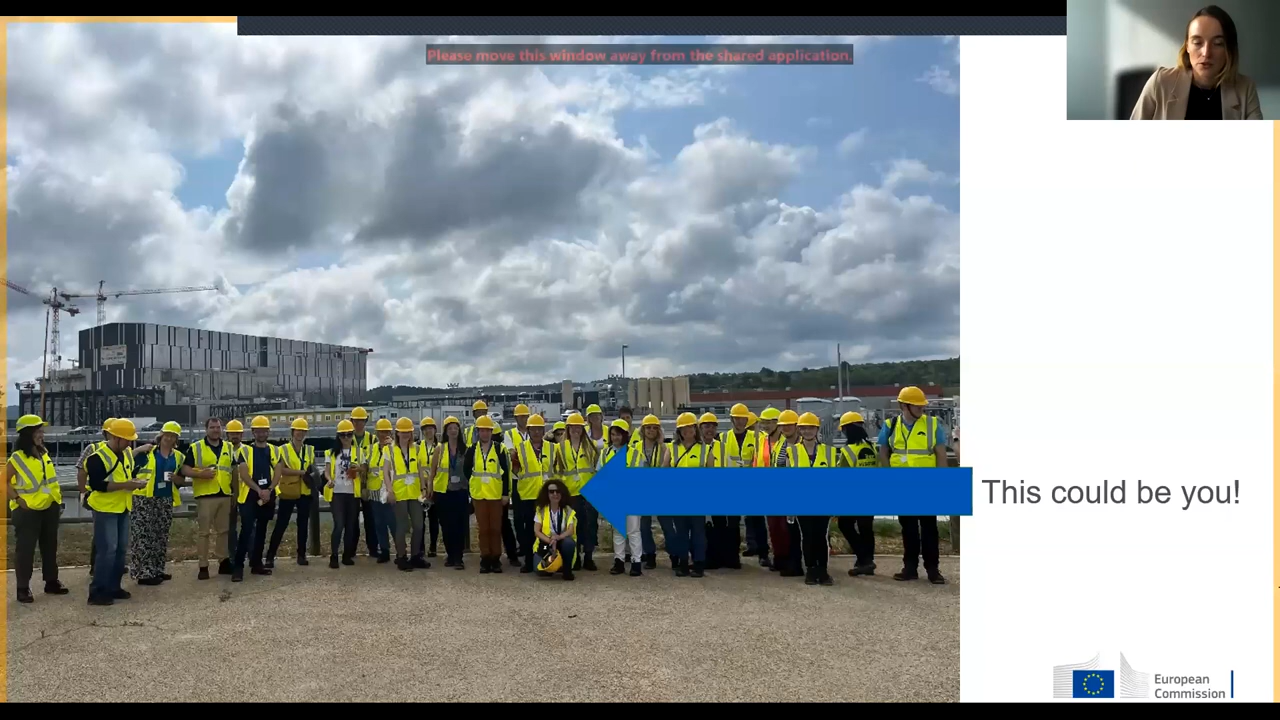 Please move this window away from the shared application.
This could be you!
European
Commission